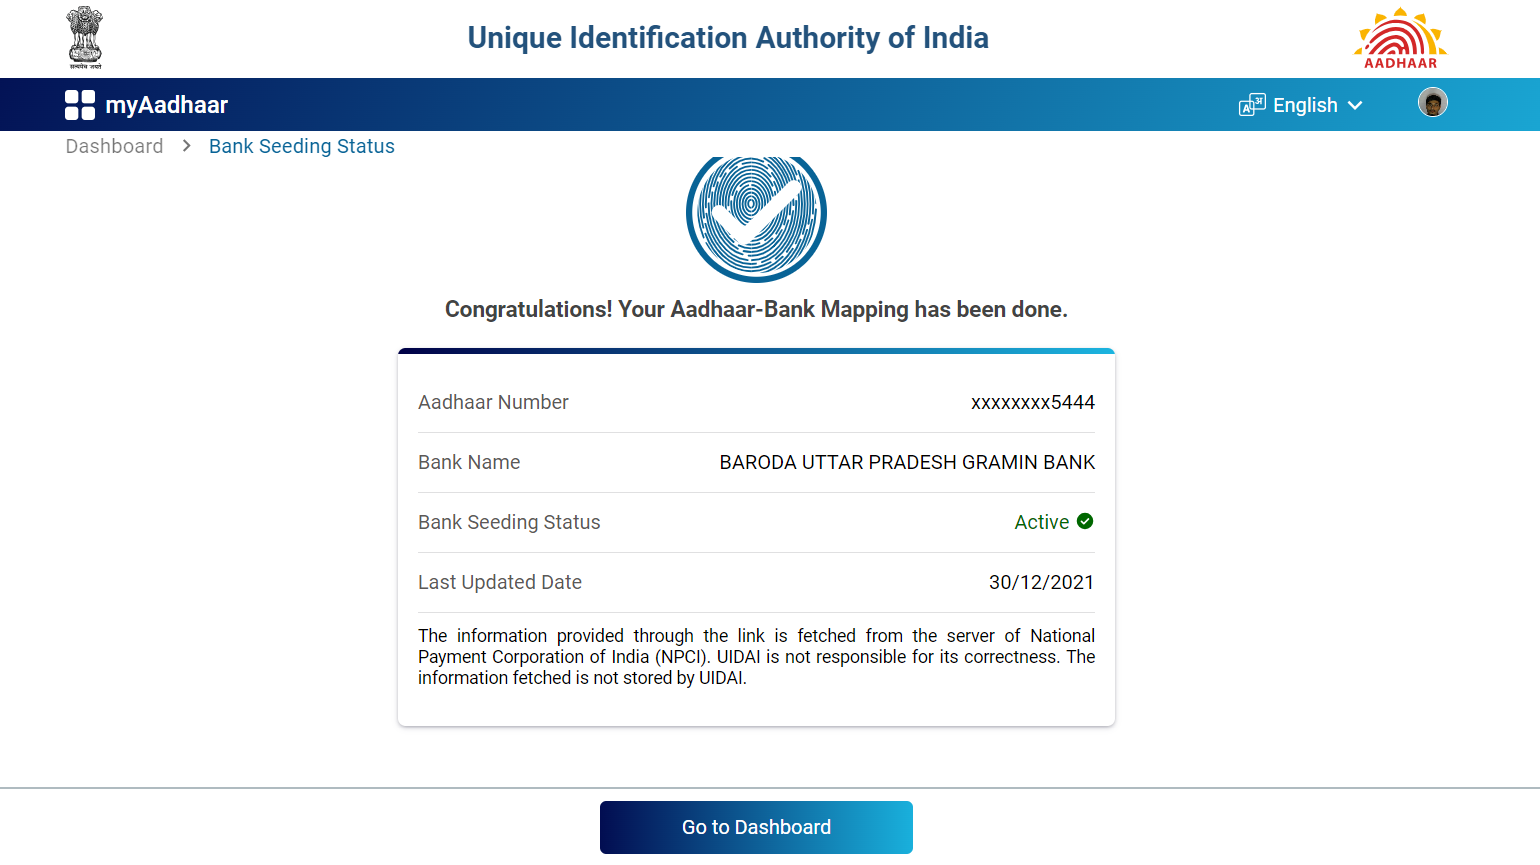 सत्यमेव जयते
Unique Identification Authority of India
AADHAAR
myAadhaar
A अ English
Dashboard > Bank Seeding Status
Congratulations! Your Aadhaar-Bank Mapping has been done.
Aadhaar Number xxxxxxxx5444
Bank Name BARODA UTTAR PRADESH GRAMIN BANK
Bank Seeding Status Active
Last Updated Date 30/12/2021
The information provided through the link is fetched from the server of National
Payment Corporation of India (NPCI). UIDAI is not responsible for its correctness. The
information fetched is not stored by UIDAI.
Go to Dashboard